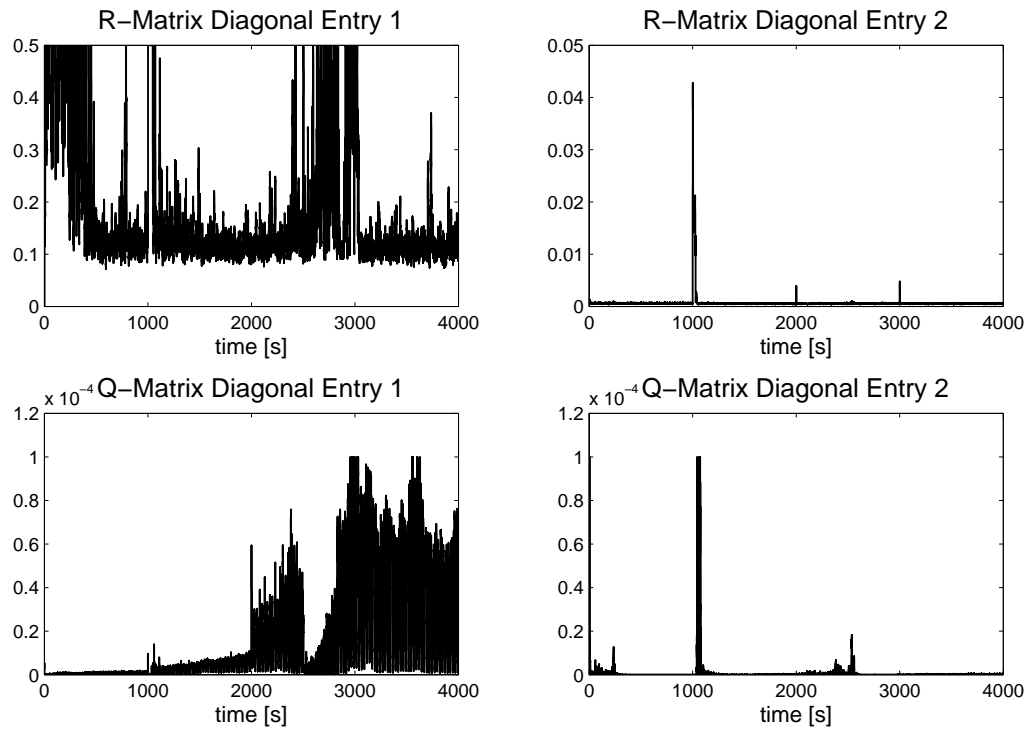 R−Matrix Diagonal Entry 1
0.5
0.4
0.3
0.2
0.1
0
0 1000 2000 3000 4000
time [s]
R−Matrix Diagonal Entry 2
0.05
0.04
0.03
0.02
0.01
0
0 1000 2000 3000 4000
time [s]
x 10−4
Q−Matrix Diagonal Entry 1
1.2
1
0.8
0.6
0.4
0.2
0
0 1000 2000 3000 4000
time [s]
x 10−4
Q−Matrix Diagonal Entry 2
1.2
1
0.8
0.6
0.4
0.2
0
0 1000 2000 3000 4000
time [s]